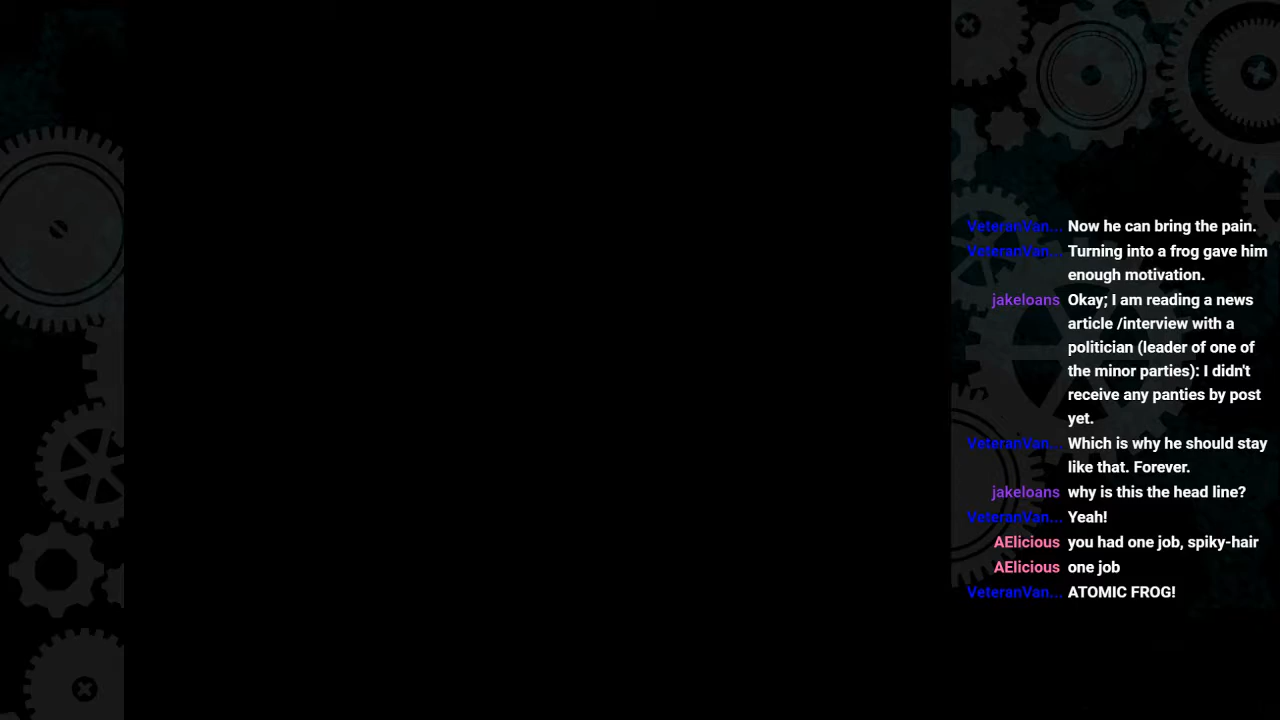 VeteranVan... Now he can bring the pain.
VeteranVan... Turning into a frog gave him
enough motivation.
jakeloans Okay; I am reading a news
article /interview with a
politician (leader of one of
the minor parties): I didn't
receive any panties by post
yet.
VeteranVan... Which is why he should stay
like that. Forever.
jakeloans why is this the head line?
VeteranVan... Yeah!
AElicious you had one job, spiky-hair
AElicious one job
VeteranVan... ATOMIC FROG!